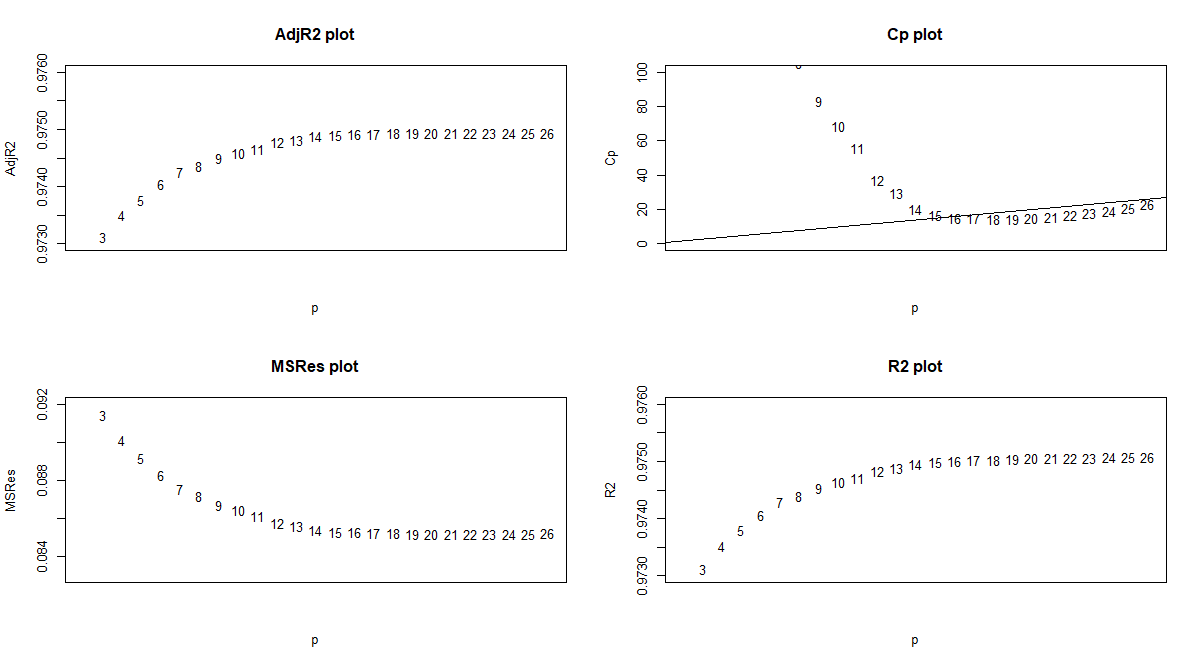 AdjR2 plot
AdjR2
0.9730 0.9740 0.9750 0.9760
3 4 5 6 7 8 9 10 11 12 13 14 15 16 17 18 19 20 21 22 23 24 25 26
p
Cp plot
Cp
0 20 40 60 80 100
9 10 11 12 13 14 15 16 17 18 19 20 21 22 23 24 25 26
p
MSRes plot
MSRes
0.084 0.088 0.092
3 4 5 6 7 8 9 10 11 12 13 14 15 16 17 18 19 20 21 22 23 24 25 26
p
R2 plot
R2
0.9730 0.9740 0.9750 0.9760
3 4 5 6 7 8 9 10 11 12 13 14 15 16 17 18 19 20 21 22 23 24 25 26
p